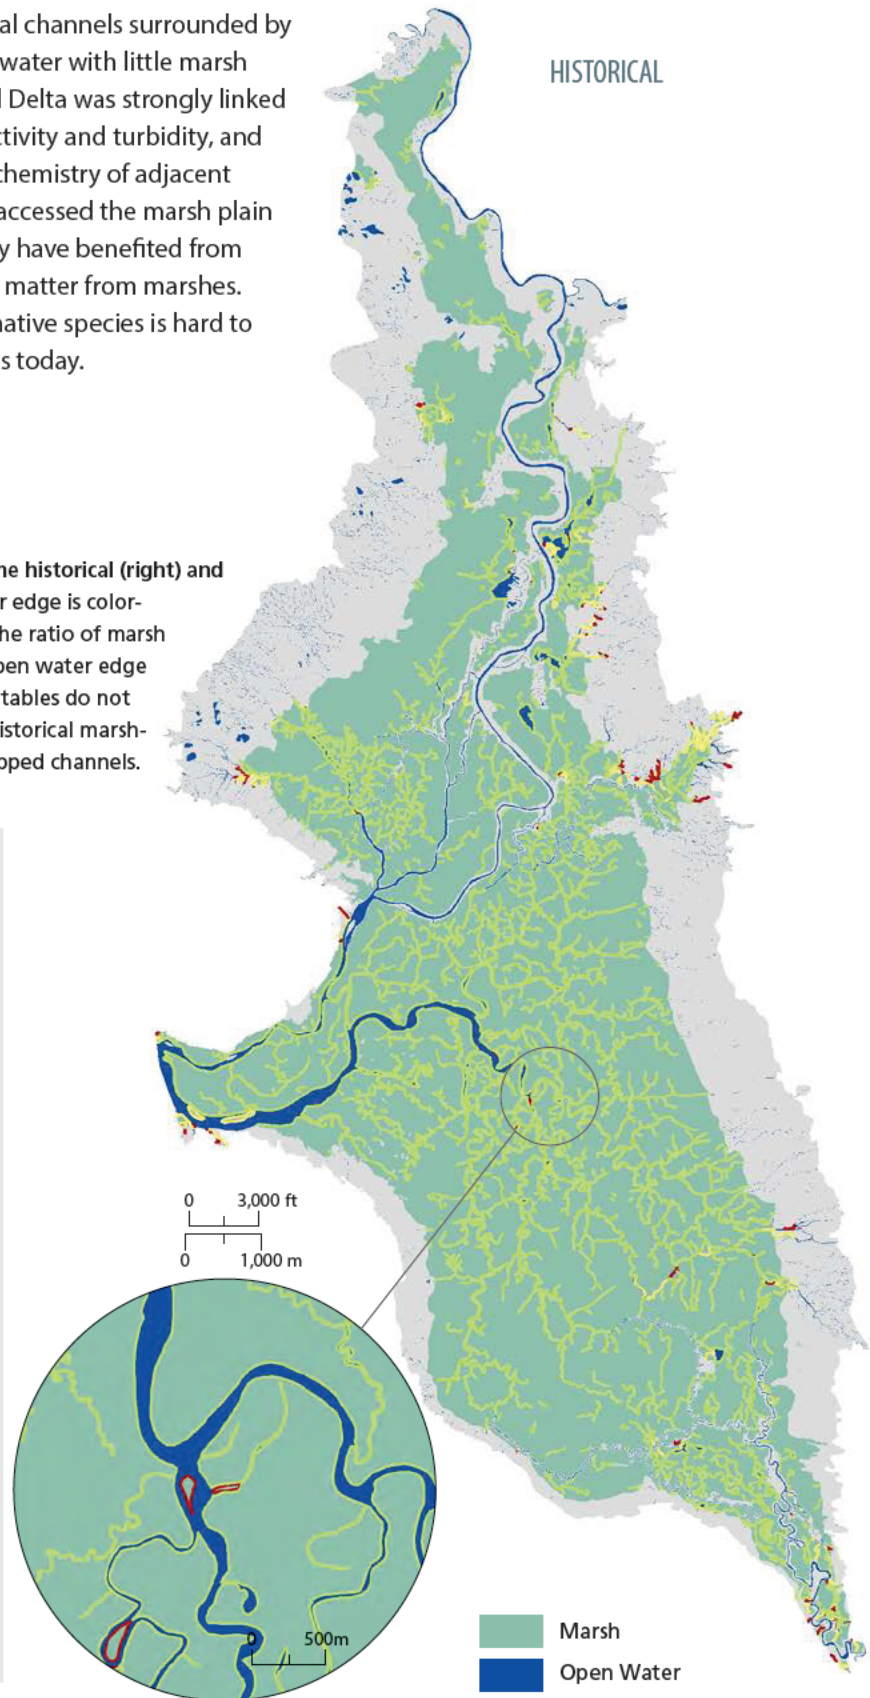 al channels surrounded by
water with little marsh
l Delta was strongly linked
ctivity and turbidity, and
chemistry of adjacent
accessed the marsh plain
y have benefited from
matter from marshes.
native species is hard to
s today.
HISTORICAL
ne historical (right) and
r edge is color-
he ratio of marsh
pen water edge
tables do not
istorical marsh-
pped channels.
0 3,000 ft
0 1,000 m
0 500m
Marsh
Open Water